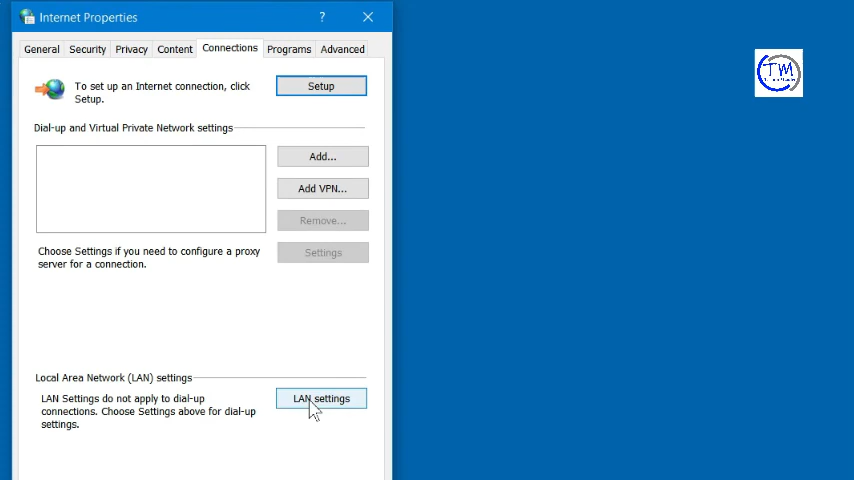 Internet Properties
?
General Security Privacy Content Connections Programs Advanced
To set up an Internet connection, click
Setup.
Setup
Dial-up and Virtual Private Network settings
Add...
Add VPN...
Remove...
Choose Settings if you need to configure a proxy
server for a connection.
Settings
Local Area Network (LAN) settings
LAN Settings do not apply to dial-up
connections. Choose Settings above for dial-up
settings.
LAN settings
TM